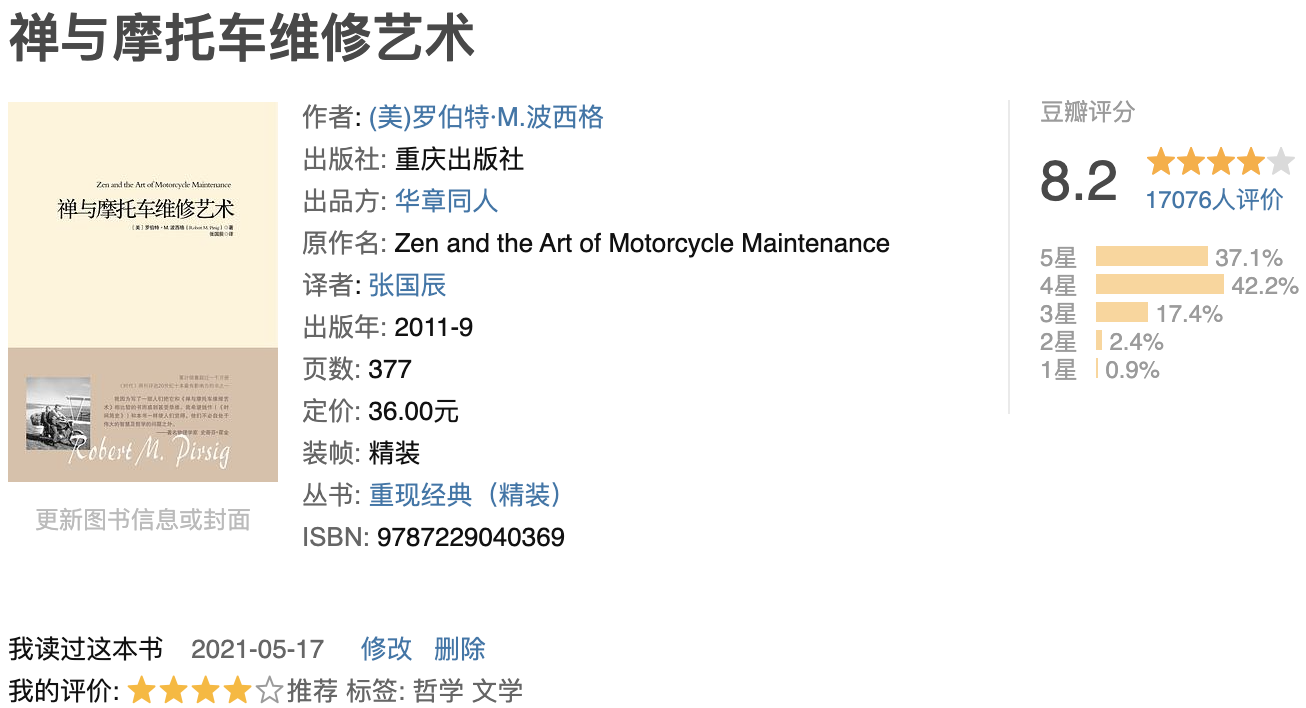 禅与摩托车维修艺术
Zen and the Art of Motorcycle Maintenance
禅与摩托车维修艺术
[美] 罗伯特·M.波西格 (Robert M. Pirsig) ◎著
张国辰◎译
Robert M. Pirsig
更新图书信息或封面
作者: (美)罗伯特·M.波西格
出版社: 重庆出版社
出品方: 华章同人
原作名: Zen and the Art of Motorcycle Maintenance
译者: 张国辰
出版年: 2011-9
页数: 377
定价: 36.00元
装帧: 精装
丛书: 重现经典（精装）
ISBN: 9787229040369
豆瓣评分
8.2
17076人评价
5星 37.1%
4星 42.2%
3星 17.4%
2星 2.4%
1星 0.9%
我读过这本书 2021-05-17 修改 删除
我的评价: 推荐 标签: 哲学 文学